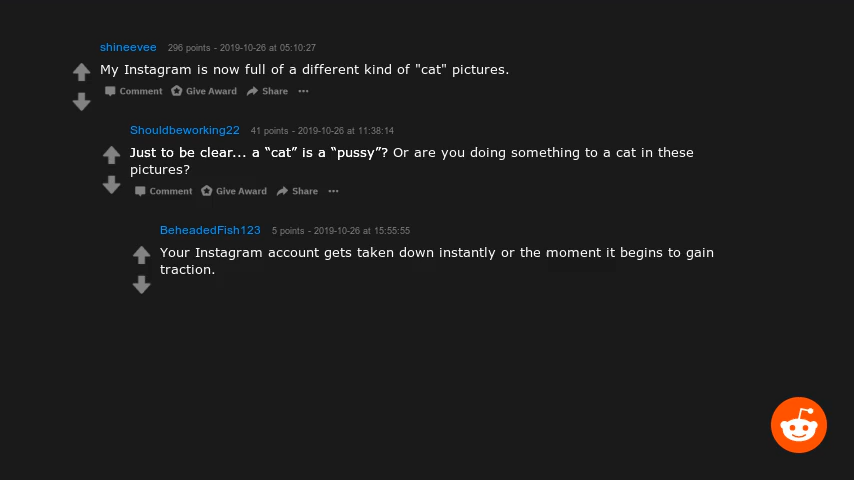 shineevee 296 points - 2019-10-26 at 05:10:27
My Instagram is now full of a different kind of "cat" pictures.
Comment Give Award Share ···
Shouldbeworking22 41 points - 2019-10-26 at 11:38:14
Just to be clear... a “cat” is a “pussy”? Or are you doing something to a cat in these
pictures?
Comment Give Award Share ···
BeheadedFish123 5 points - 2019-10-26 at 15:55:55
Your Instagram account gets taken down instantly or the moment it begins to gain
traction.